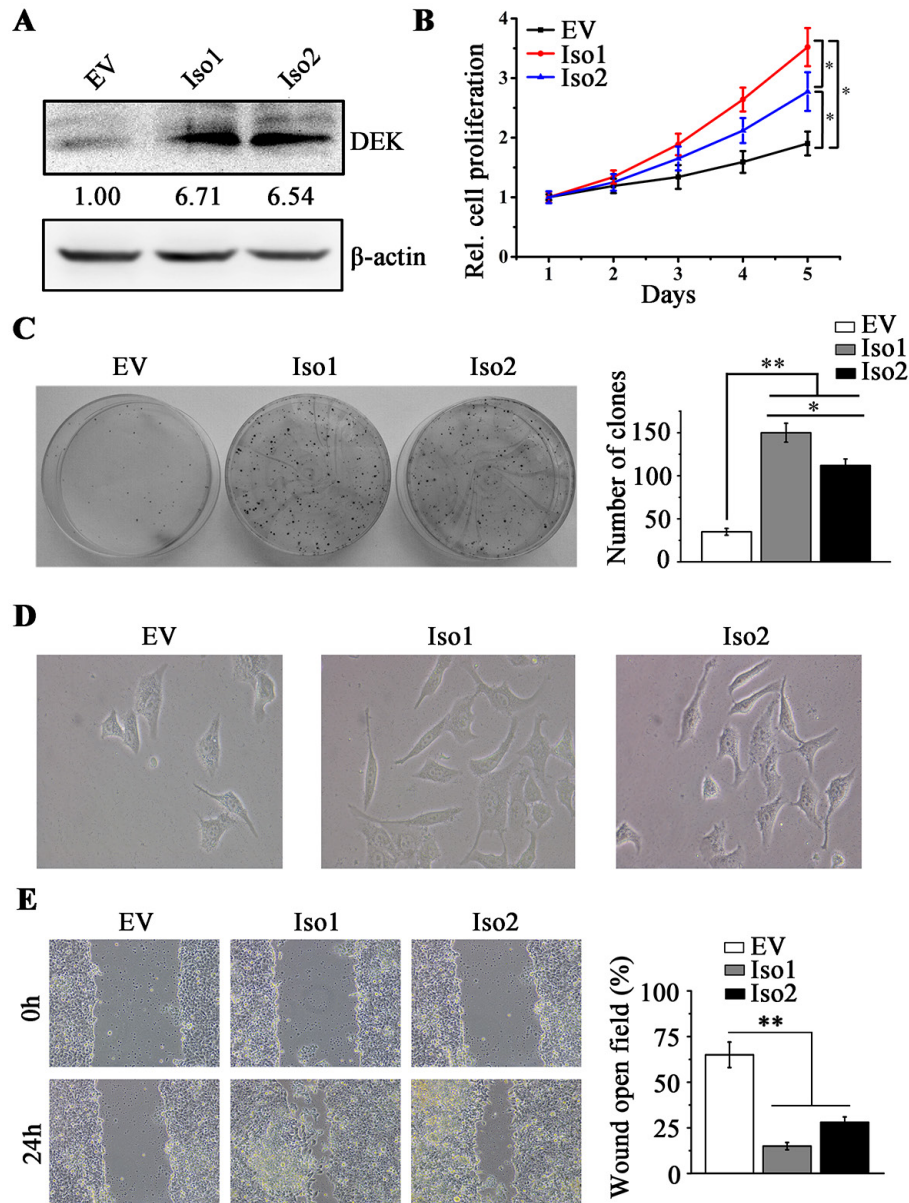 A
EV Iso1 Iso2
DEK
1.00 6.71 6.54
β-actin
B
EV
Iso1
Iso2
Rel. cell proliferation
4
3
2
1
0
1 2 3 4 5
Days
*
*
*
C
EV Iso1 Iso2
EV
Iso1
Iso2
**
*
Number of clones
150
100
50
0
D
EV Iso1 Iso2
E
EV Iso1 Iso2
0h
24h
EV
Iso1
Iso2
**
Wound open field (%)
100
75
50
25
0